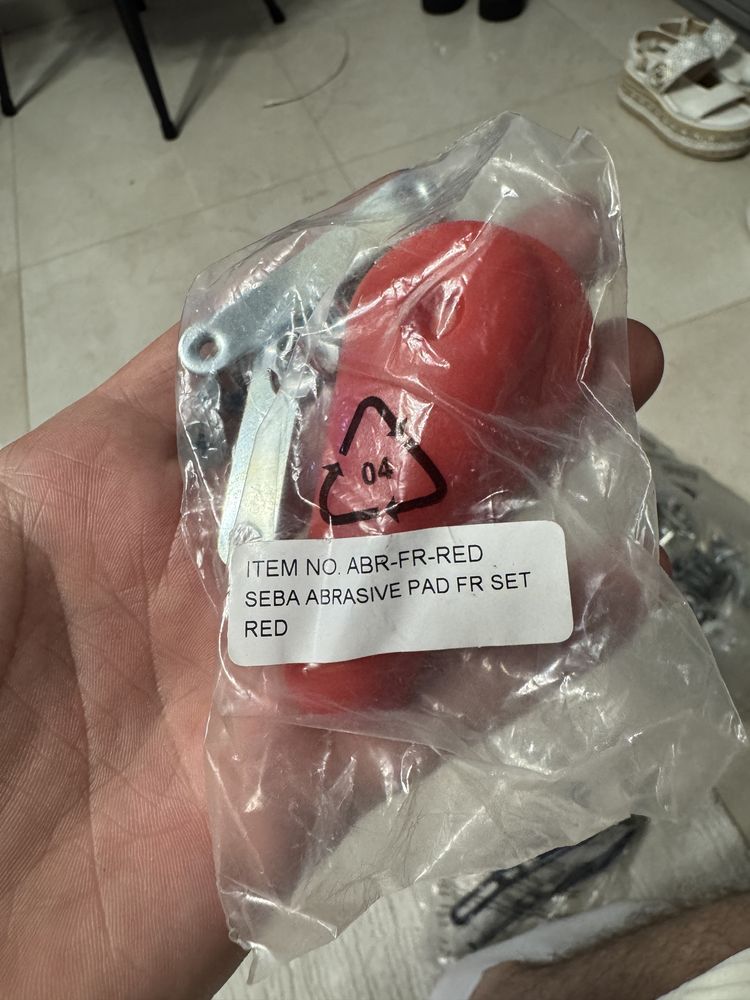 04
ITEM NO. ABR-FR-RED
SEBA ABRASIVE PAD FR SET
RED